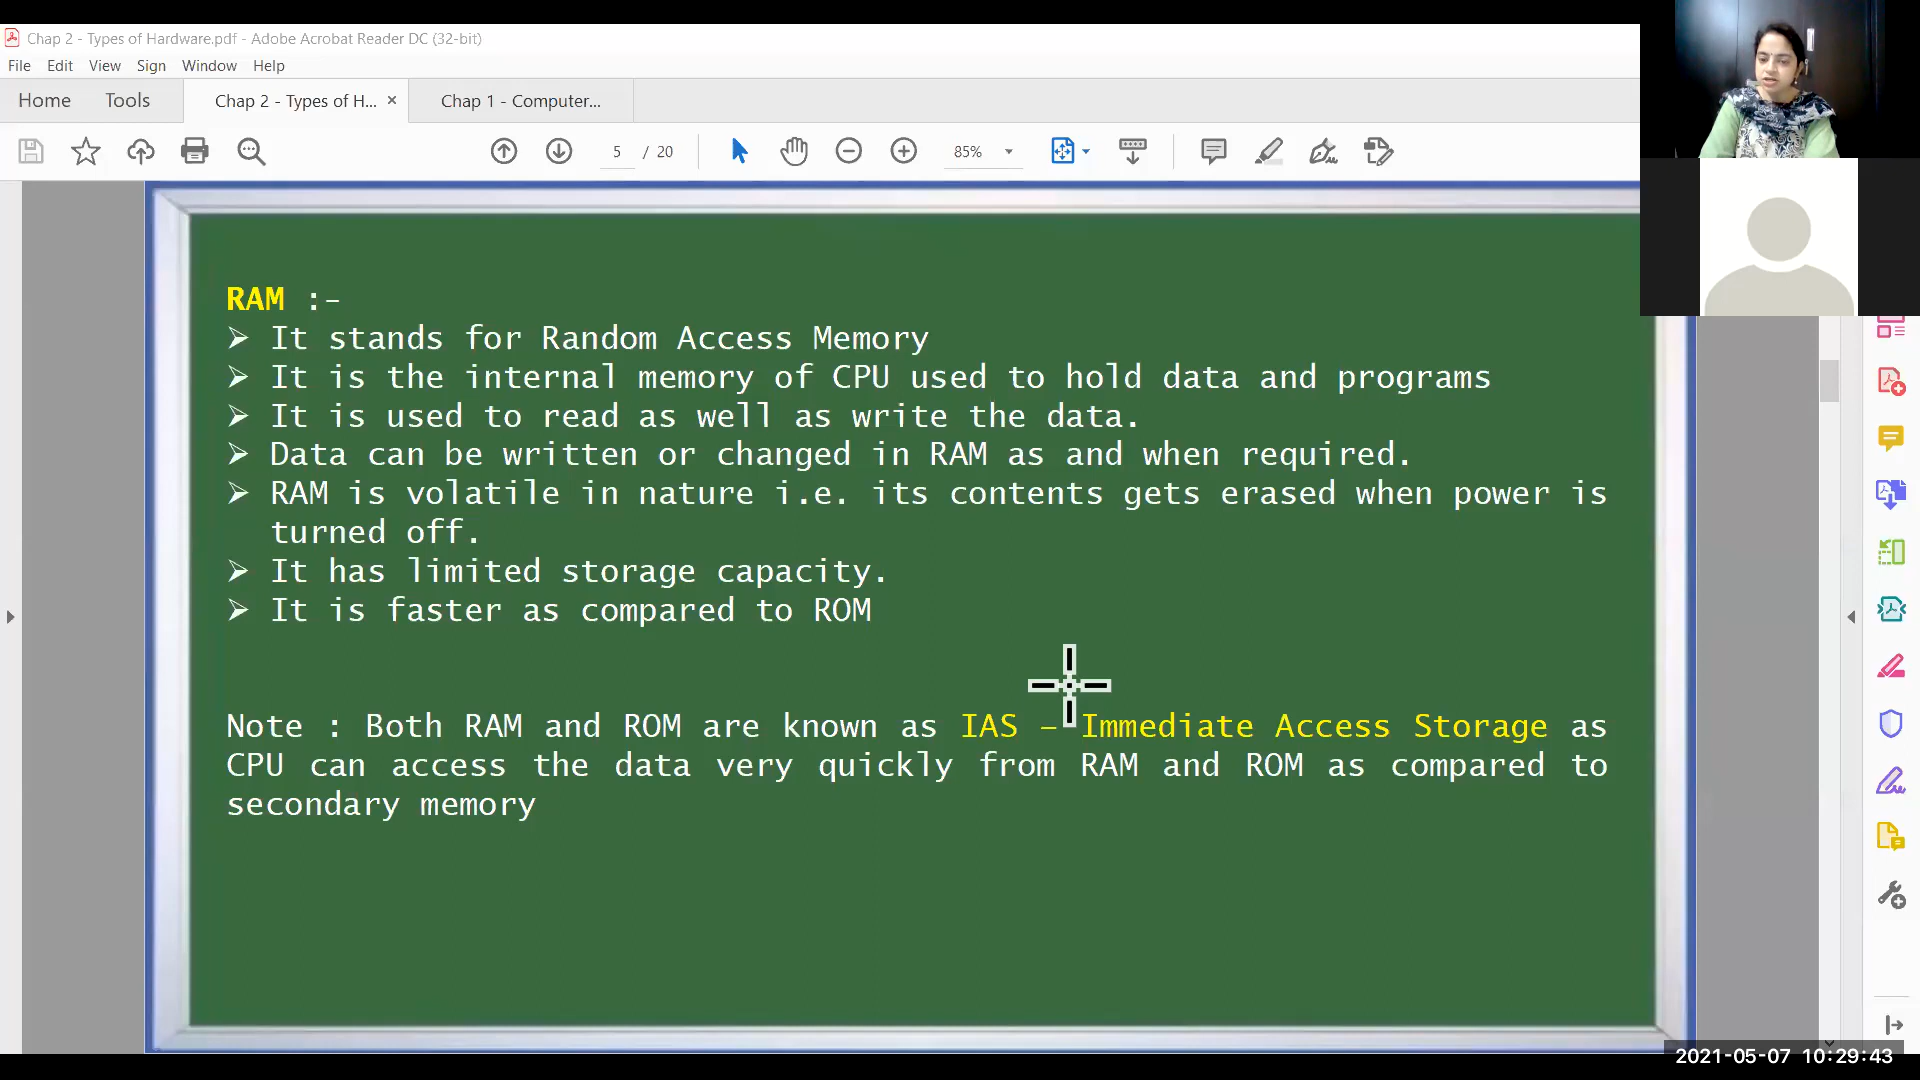 Chap 2 - Types of Hardware.pdf - Adobe Acrobat Reader DC (32-bit)
File Edit View Sign Window Help
Home Tools Chap 2 - Types of H... × Chap 1 - Computer...
5 / 20 85%
RAM :-
➢ It stands for Random Access Memory
➢ It is the internal memory of CPU used to hold data and programs
➢ It is used to read as well as write the data.
➢ Data can be written or changed in RAM as and when required.
➢ RAM is volatile in nature i.e. its contents gets erased when power is
turned off.
➢ It has limited storage capacity.
➢ It is faster as compared to ROM
Note : Both RAM and ROM are known as IAS – Immediate Access Storage as
CPU can access the data very quickly from RAM and ROM as compared to
secondary memory
2021-05-07 10:29:43